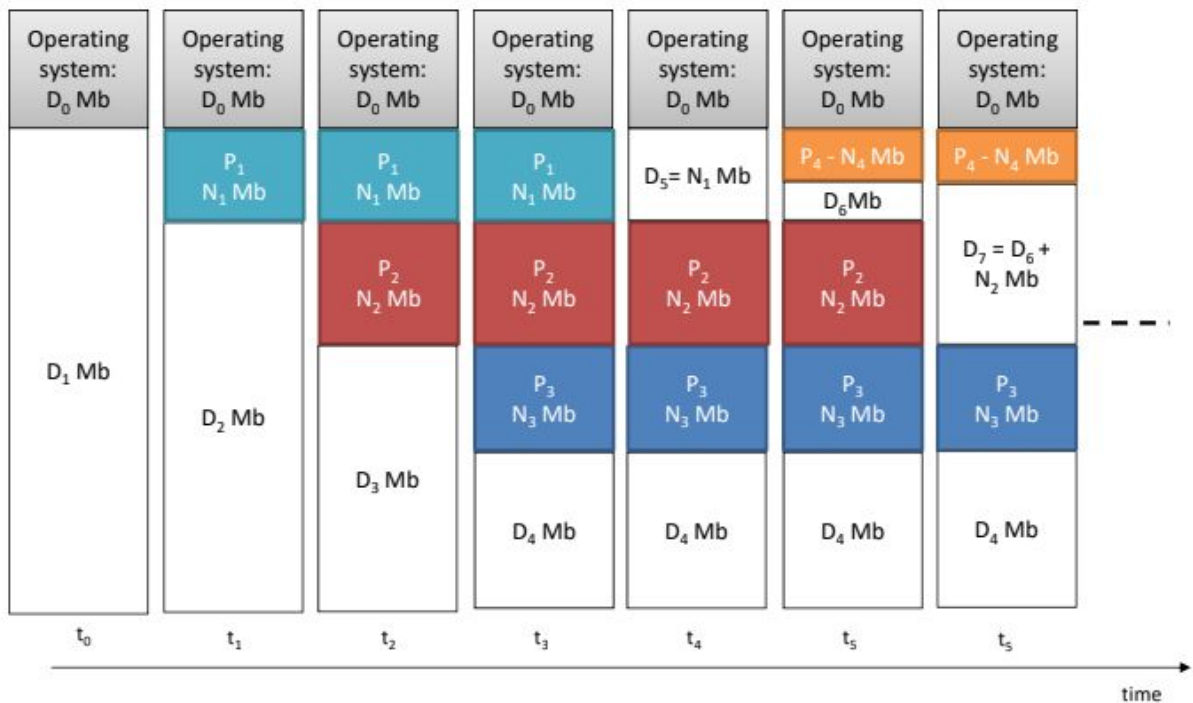 Operating
system:
D₀ Mb
D₁ Mb
t₀
Operating
system:
D₀ Mb
P₁
N₁ Mb
D₂ Mb
t₁
Operating
system:
D₀ Mb
P₁
N₁ Mb
P₂
N₂ Mb
D₃ Mb
t₂
Operating
system:
D₀ Mb
P₁
N₁ Mb
P₂
N₂ Mb
P₃
N₃ Mb
D₄ Mb
t₃
Operating
system:
D₀ Mb
D₅= N₁ Mb
P₂
N₂ Mb
P₃
N₃ Mb
D₄ Mb
t₄
Operating
system:
D₀ Mb
P₄ - N₄ Mb
D₆ Mb
P₂
N₂ Mb
P₃
N₃ Mb
D₄ Mb
t₅
Operating
system:
D₀ Mb
P₄ - N₄ Mb
D₇ = D₆ +
N₂ Mb
P₃
N₃ Mb
D₄ Mb
t₅
time